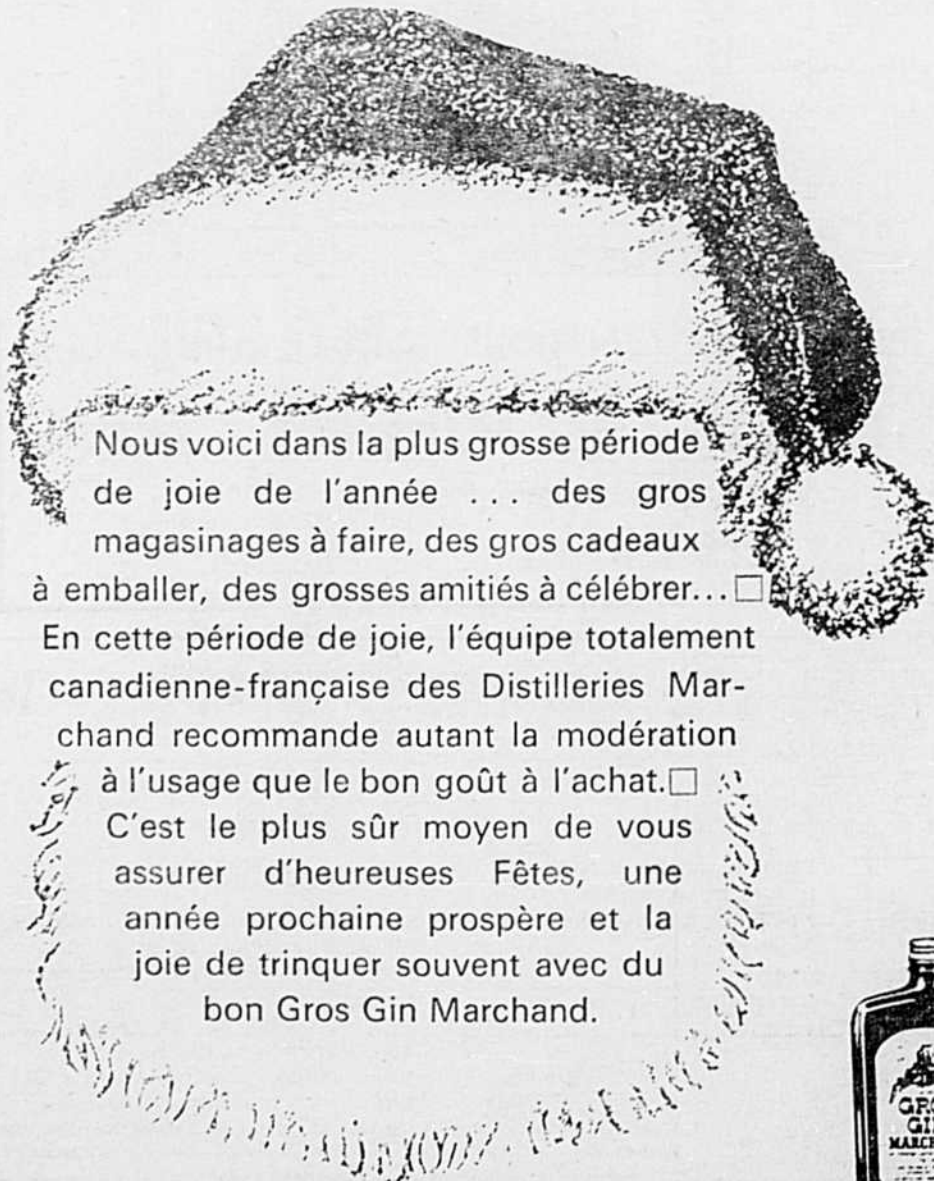 Nous voici dans la plus grosse période
de joie de l'année ... des gros
magasinages à faire, des gros cadeaux
à emballer, des grosses amitiés à célébrer... □
En cette période de joie, l'équipe totalement
canadienne-française des Distilleries Mar-
chand recommande autant la modération
à l'usage que le bon goût à l'achat. □
C'est le plus sûr moyen de vous
assurer d'heureuses Fêtes, une
année prochaine prospère et la
joie de trinquer souvent avec du
bon Gros Gin Marchand.